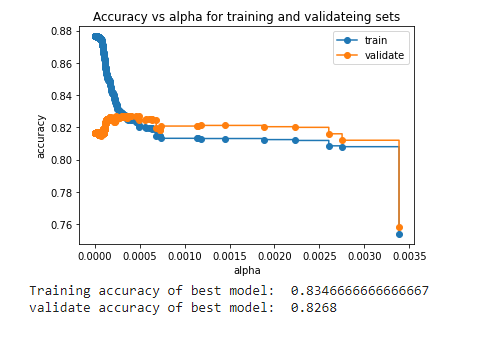 Accuracy vs alpha for training and validateing sets
0.88
0.86
0.84
0.82
0.80
0.78
0.76
accuracy
train
validate
0.0000 0.0005 0.0010 0.0015 0.0020 0.0025 0.0030 0.0035
alpha
Training accuracy of best model: 0.8346666666666667
validate accuracy of best model: 0.8268